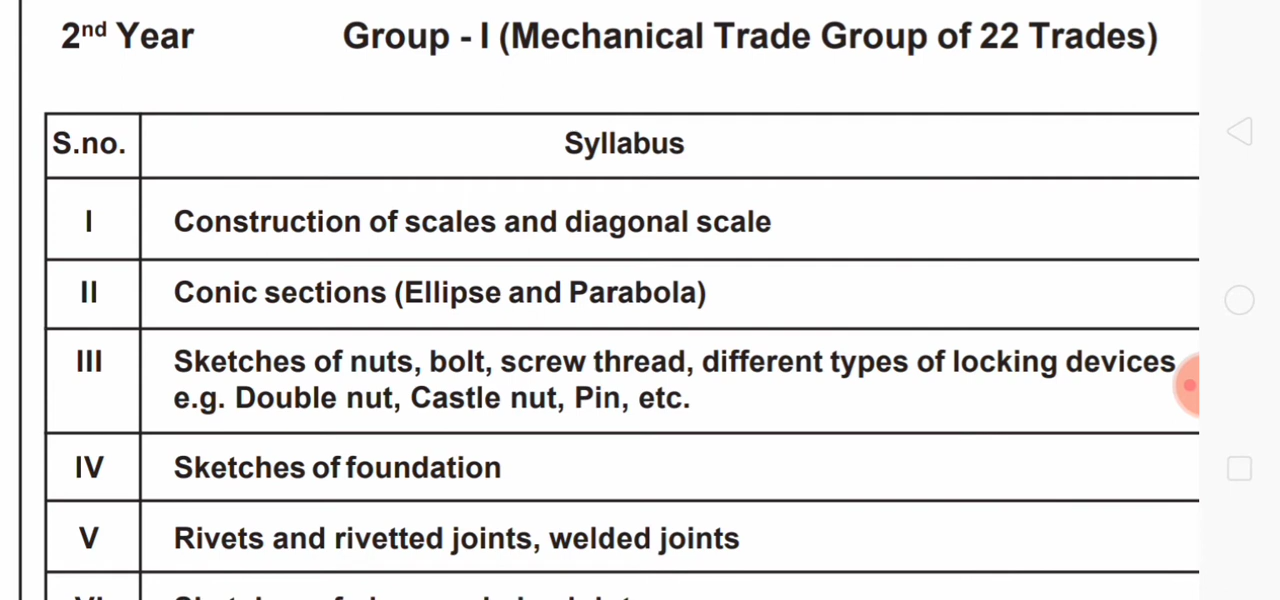 2nd Year Group - I (Mechanical Trade Group of 22 Trades)
S.no. Syllabus
I Construction of scales and diagonal scale
II Conic sections (Ellipse and Parabola)
III Sketches of nuts, bolt, screw thread, different types of locking devices
e.g. Double nut, Castle nut, Pin, etc.
IV Sketches of foundation
V Rivets and rivetted joints, welded joints